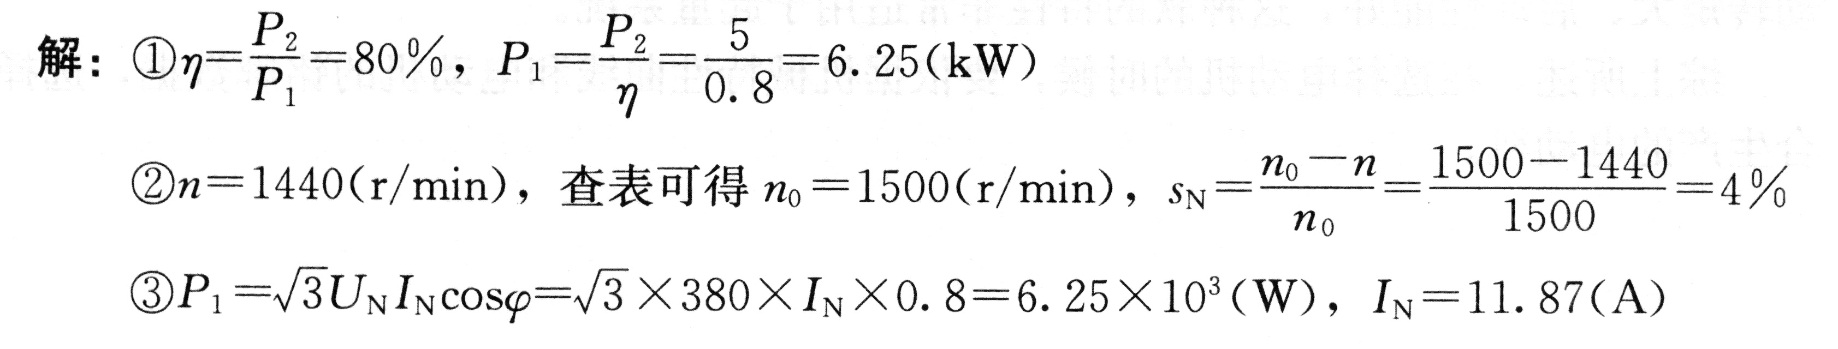 解：①η=P₂/P₁=80%，P₁=P₂/η=5/0.8=6.25(kW)
②n=1440(r/min)，查表可得 n₀=1500(r/min)，s_N=(n₀-n)/n₀=(1500-1440)/1500=4%
③P₁=√3U_N I_N cosφ=√3×380×I_N×0.8=6.25×10³(W)，I_N=11.87(A)